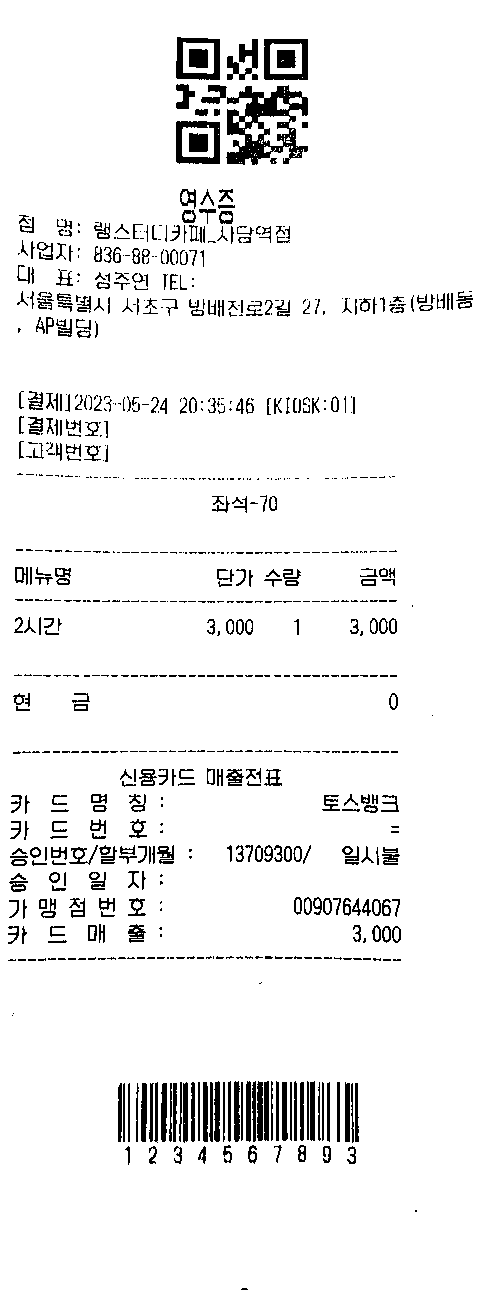 영수증
점 명: 램스터디카페_사당역점
사업자: 836-88-00071
대 표: 성주연 TEL:
서울특별시 서초구 방배천로2길 27, 지하1층(방배동
, AP빌딩)
[결제]2023-05-24 20:35:46 [KIOSK:01]
[결제번호]
[고객번호]
좌석-70
메뉴명 단가 수량 금액
2시간 3,000 1 3,000
현 금 0
신용카드 매출전표
카 드 명 칭 : 토스뱅크
카 드 번 호 : =
승인번호/할부개월 : 13709300/ 일시불
승 인 일 자 :
가 맹 점 번 호 : 00907644067
카 드 매 출 : 3,000
1 2 3 4 5 6 7 8 9 3